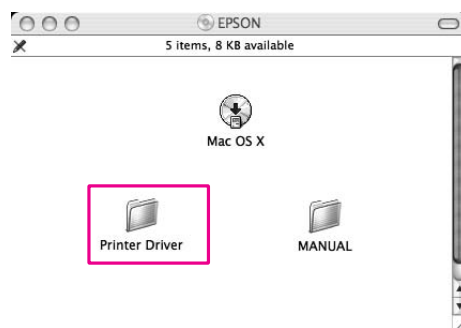 EPSON
5 items, 8 KB available
Mac OS X
Printer Driver
MANUAL